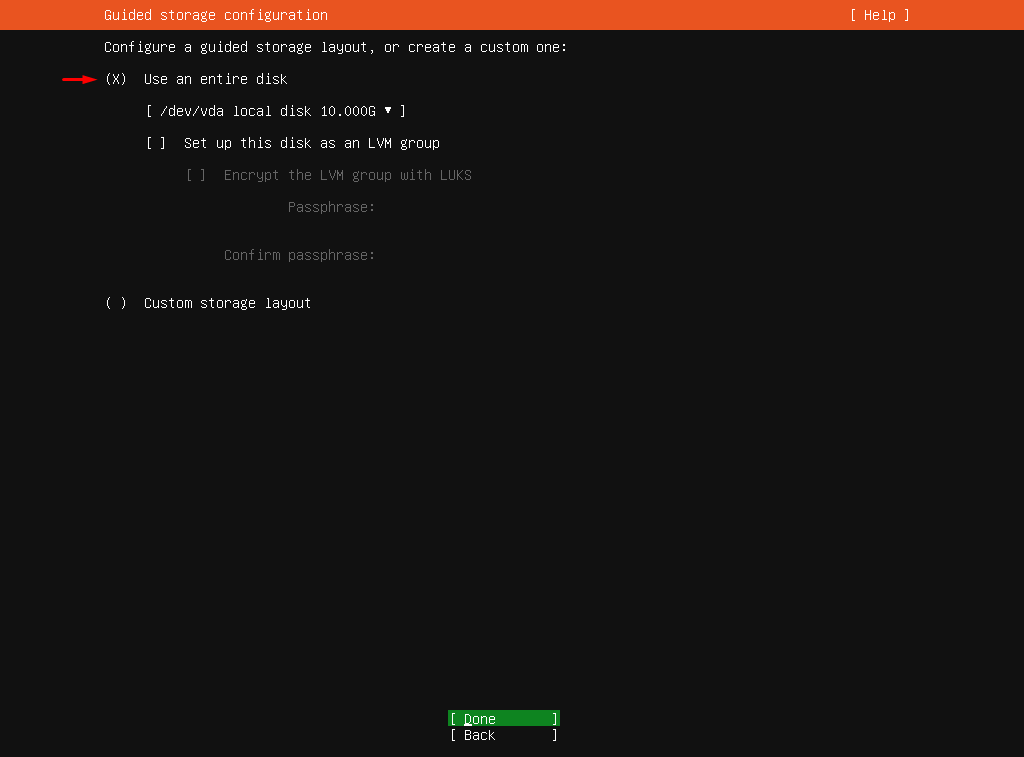 Guided storage configuration [ Help ]
Configure a guided storage layout, or create a custom one:
(X) Use an entire disk
[ /dev/vda local disk 10.000G ▾ ]
[ ] Set up this disk as an LVM group
[ ] Encrypt the LVM group with LUKS
Passphrase:
Confirm passphrase:
( ) Custom storage layout
[ Done ]
[ Back ]